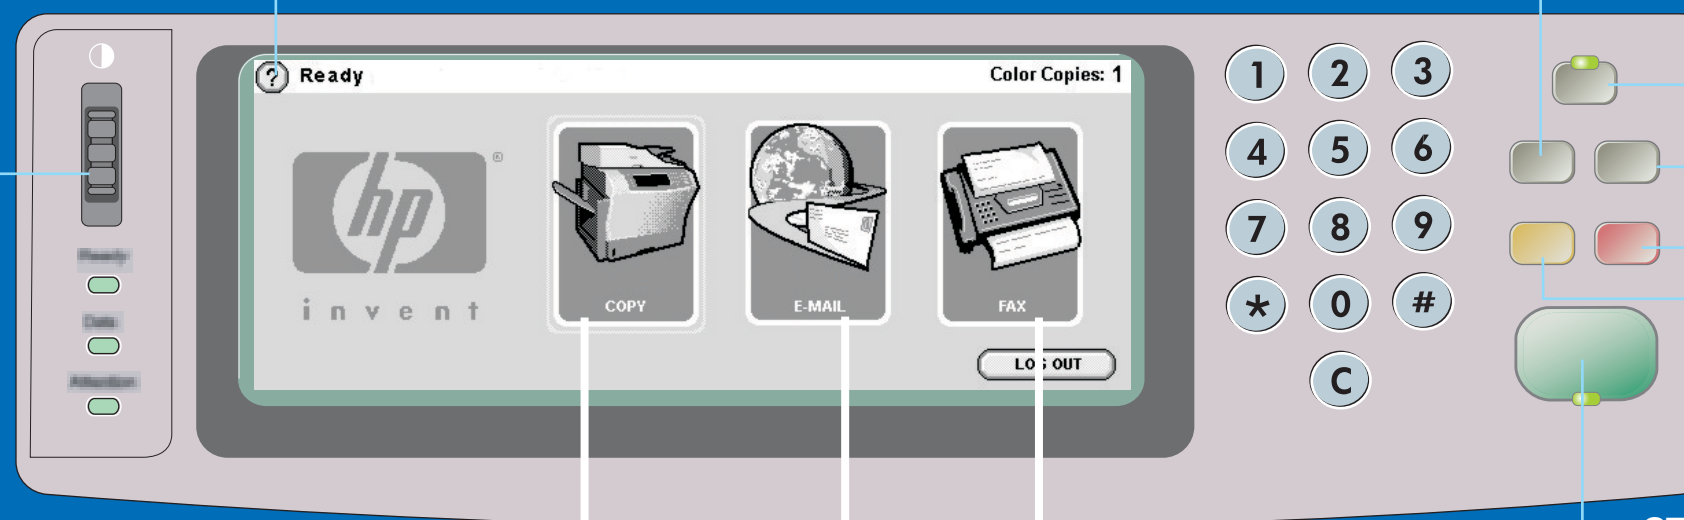 ? Ready
Color Copies: 1
hp ®
invent
COPY
E-MAIL
FAX
LOG OUT
1 2 3
4 5 6
7 8 9
* 0 #
C